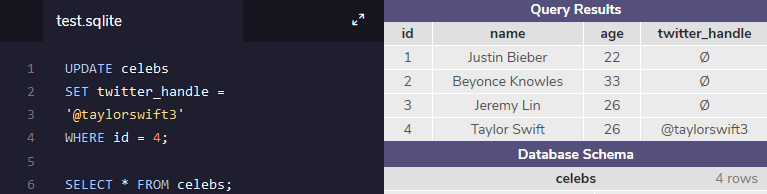 test.sqlite
1 UPDATE celebs
2 SET twitter_handle =
3 '@taylorswift3'
4 WHERE id = 4;
5
6 SELECT * FROM celebs;
Query Results
id name age twitter_handle
1 Justin Bieber 22 Ø
2 Beyonce Knowles 33 Ø
3 Jeremy Lin 26 Ø
4 Taylor Swift 26 @taylorswift3
Database Schema
celebs 4 rows